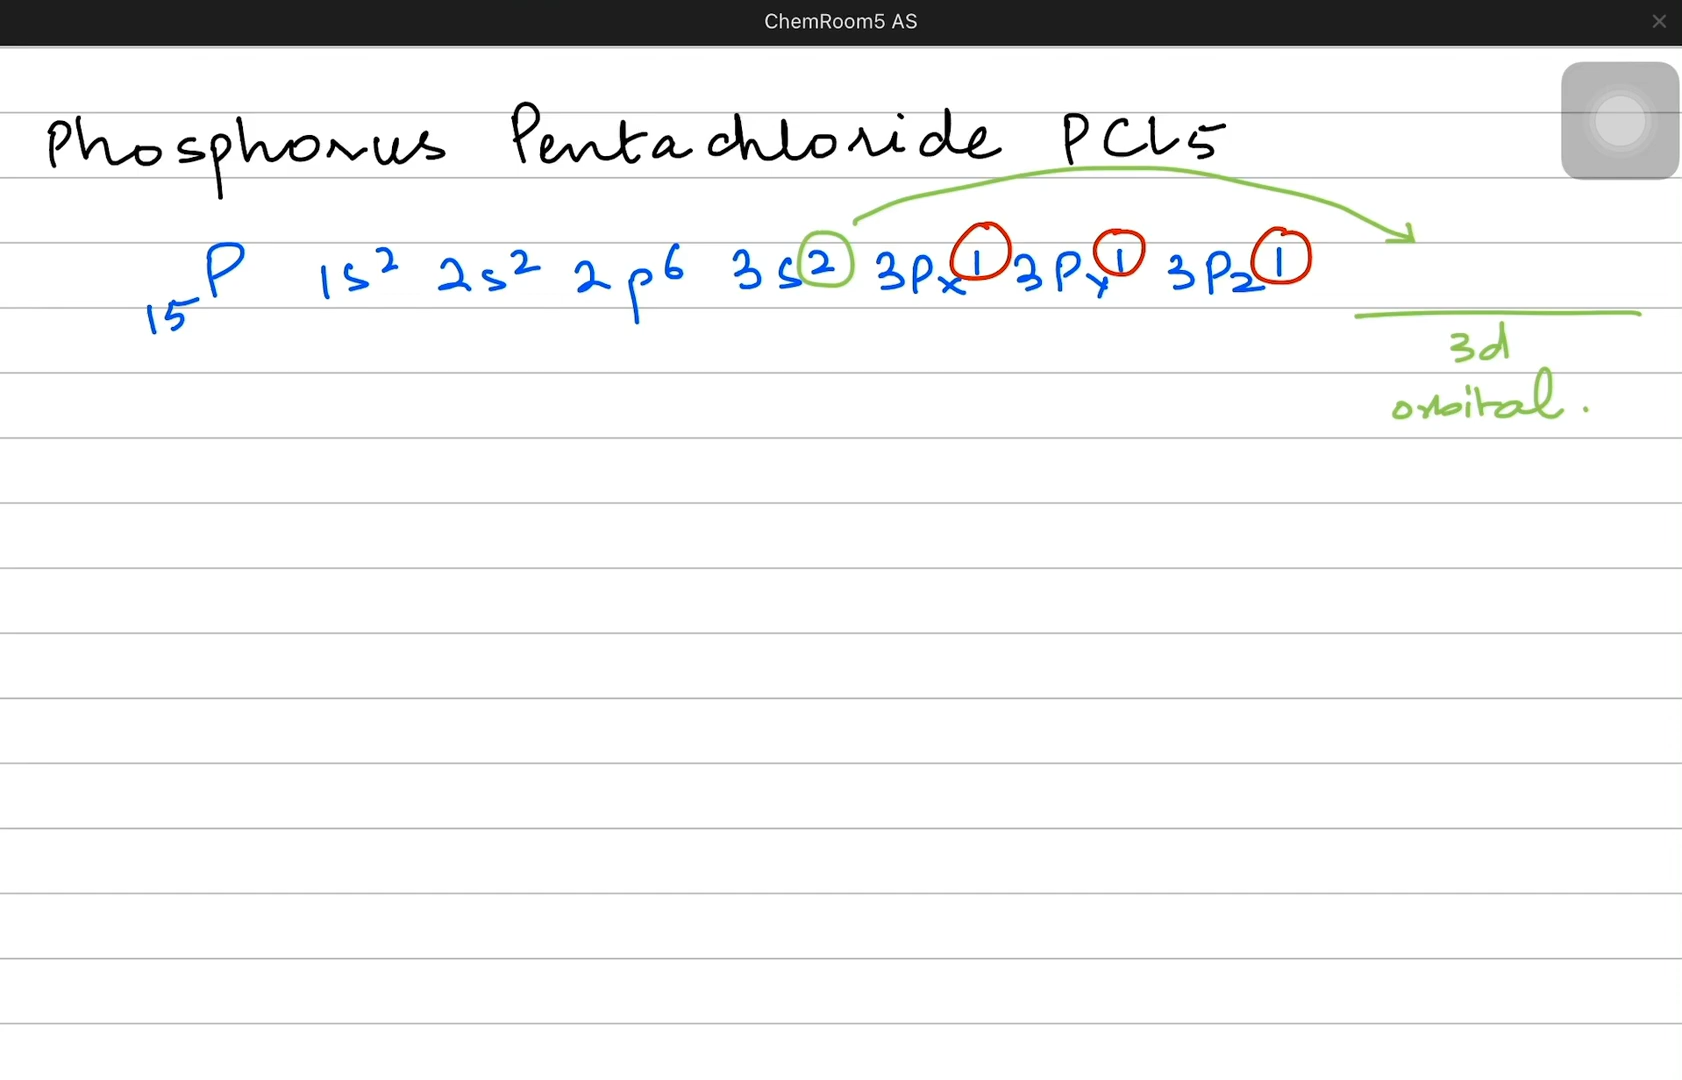 ChemRoom5 AS
Phosphorus Pentachloride PCl5
15P 1s² 2s² 2p⁶ 3s² 3Px¹ 3Py¹ 3Pz¹
3d
orbital.